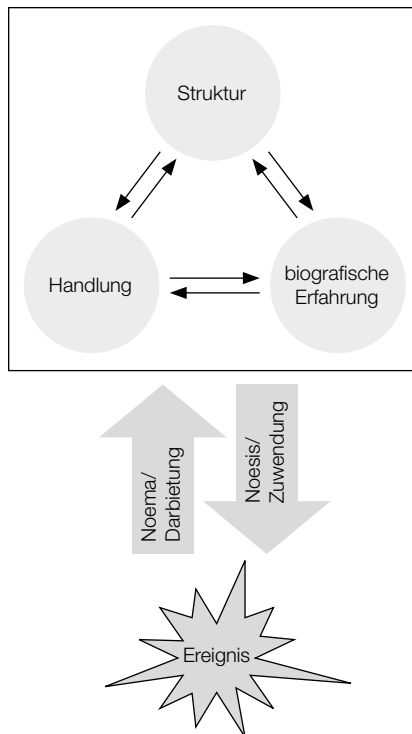 Struktur
Handlung
biografische
Erfahrung
Noema/
Darbietung
Noesis/
Zuwendung
Ereignis